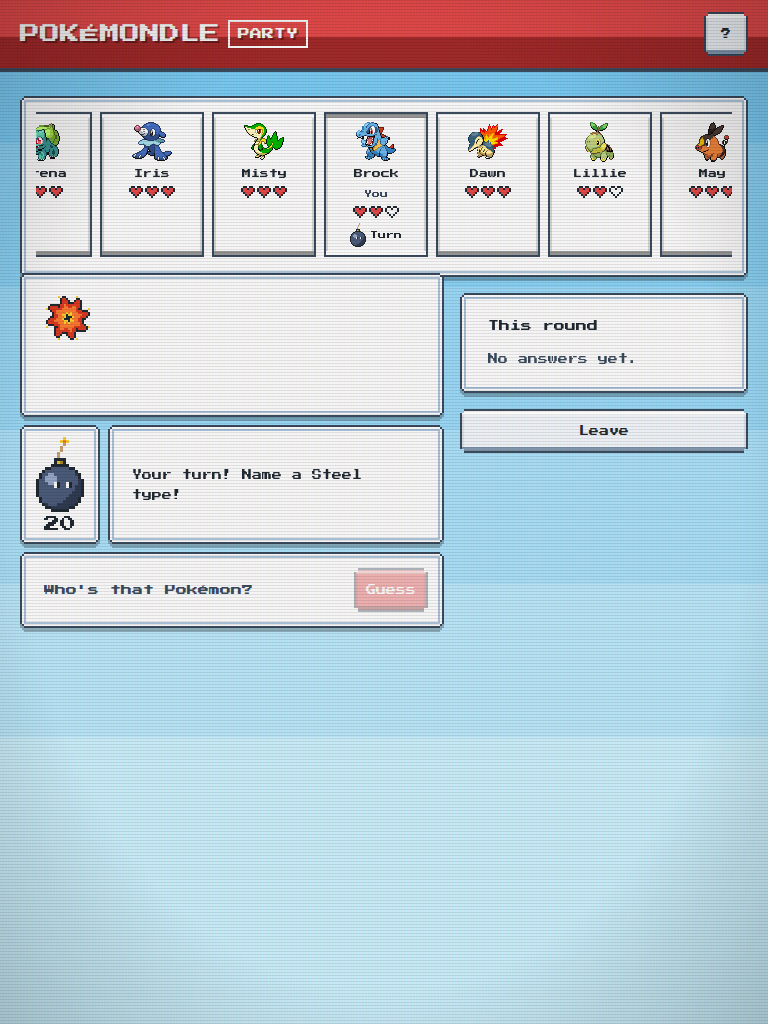 POKéMONDLE PARTY
?
rena
Iris
Misty
Brock
Dawn
Lillie
May
You
Turn
This round
No answers yet.
Leave
Your turn! Name a Steel
type!
20
Who's that Pokémon?
Guess